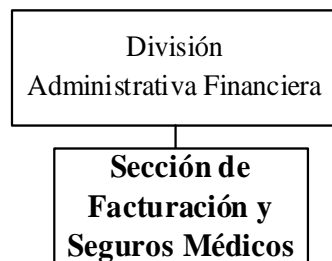 División
Administrativa Financiera
Sección de
Facturación y
Seguros Médicos